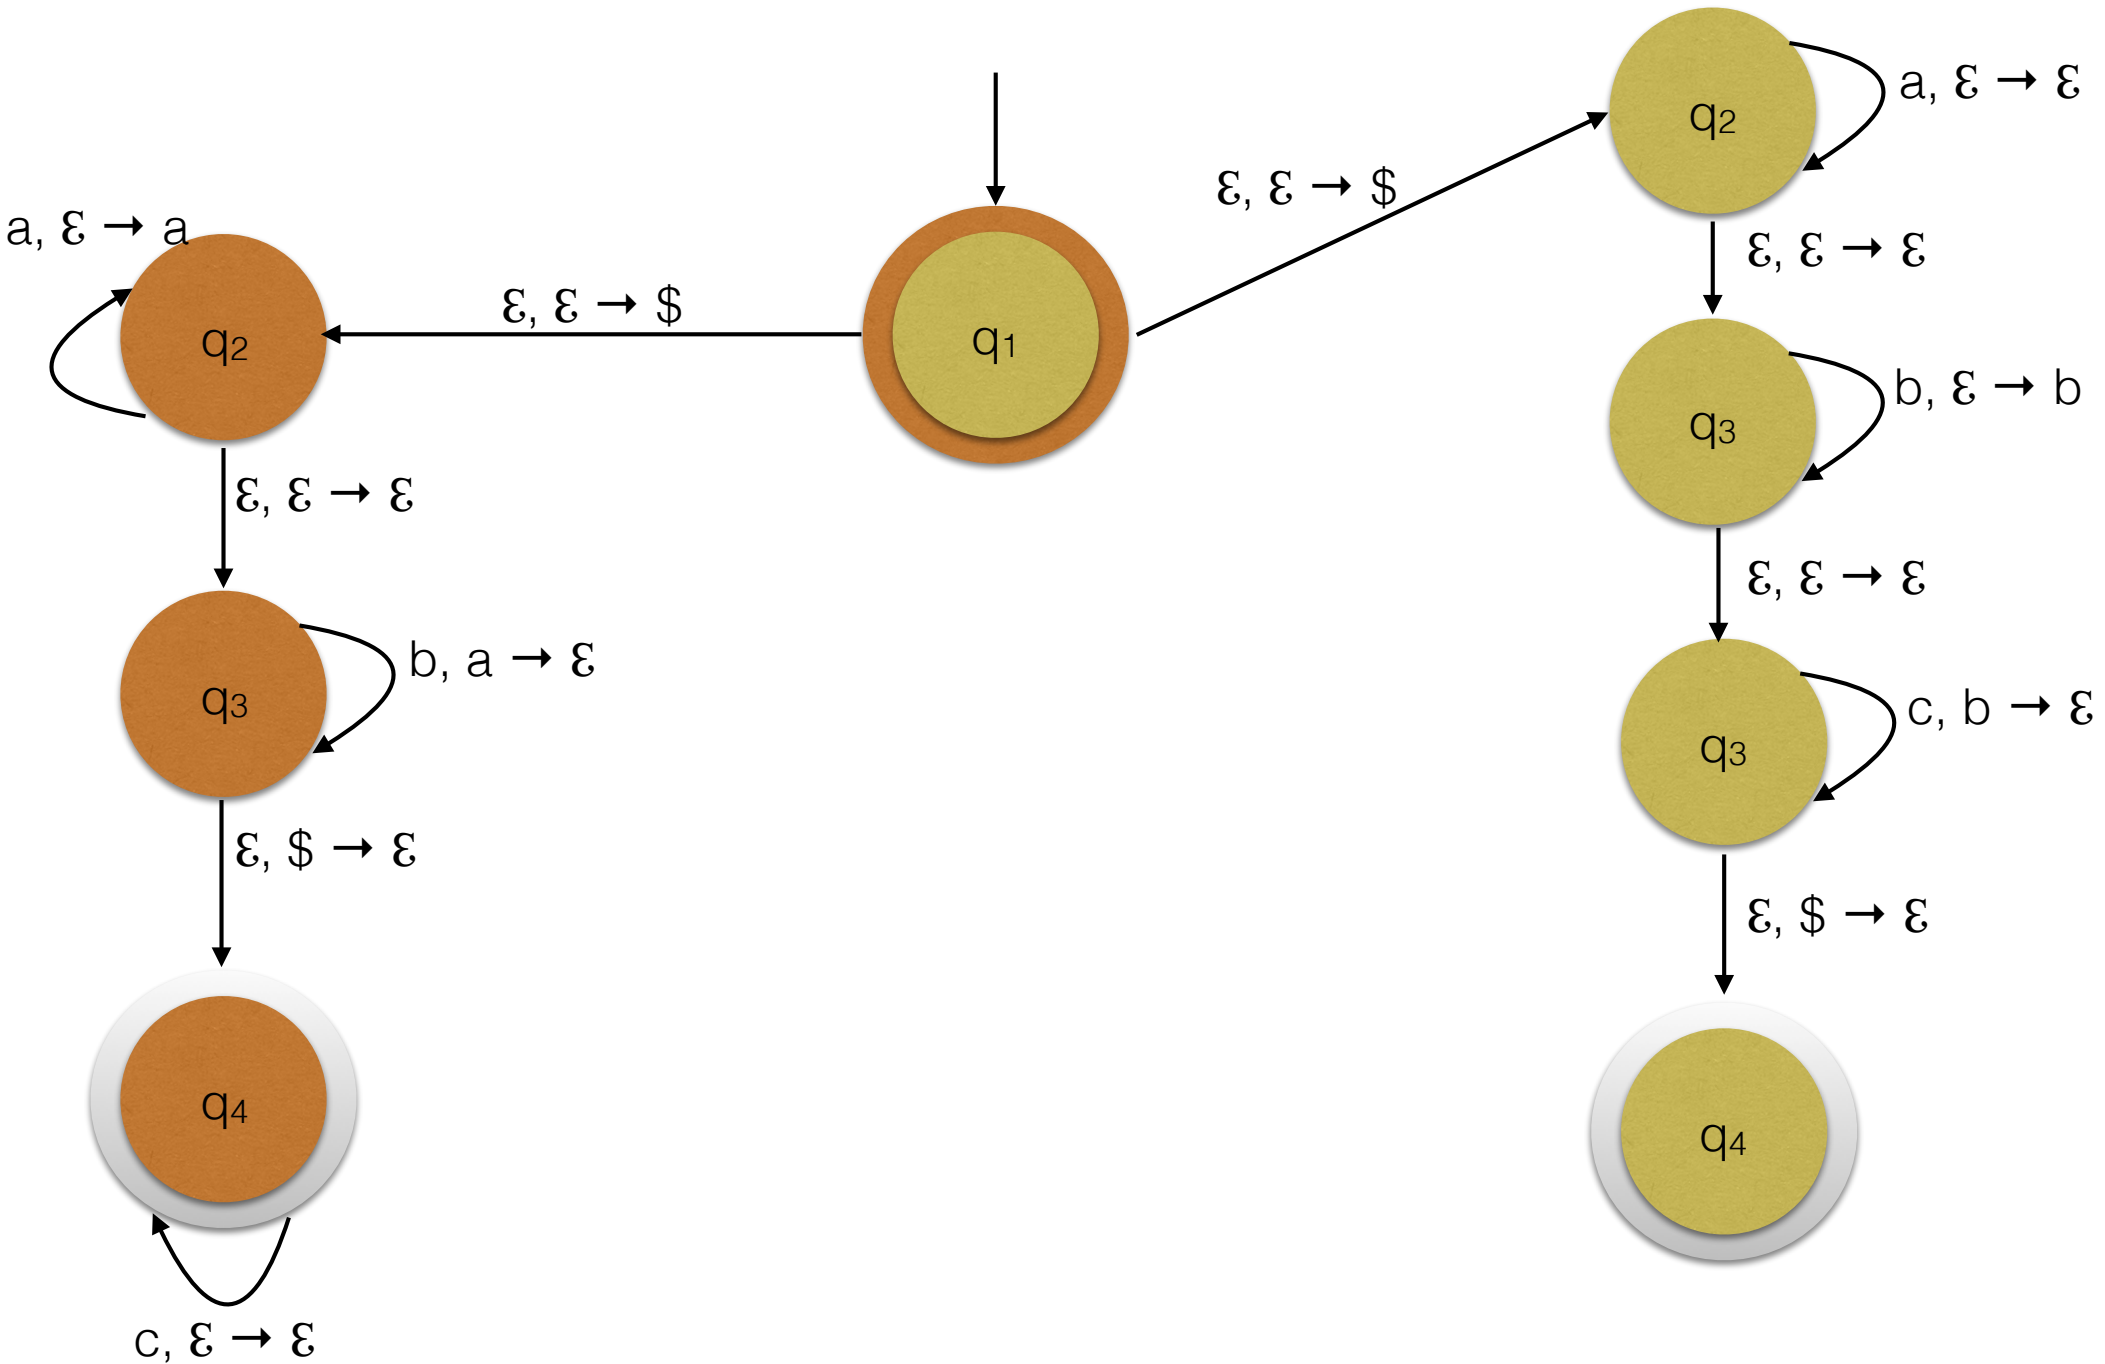 q₂
a, ℇ → ℇ
ℇ, ℇ → $
a, ℇ → a
ℇ, ℇ → ℇ
ℇ, ℇ → $
q₂
q₁
q₃
b, ℇ → b
ℇ, ℇ → ℇ
ℇ, ℇ → ℇ
q₃
b, a → ℇ
q₃
c, b → ℇ
ℇ, $ → ℇ
ℇ, $ → ℇ
q₄
q₄
c, ℇ → ℇ